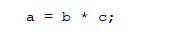 a = b * c;